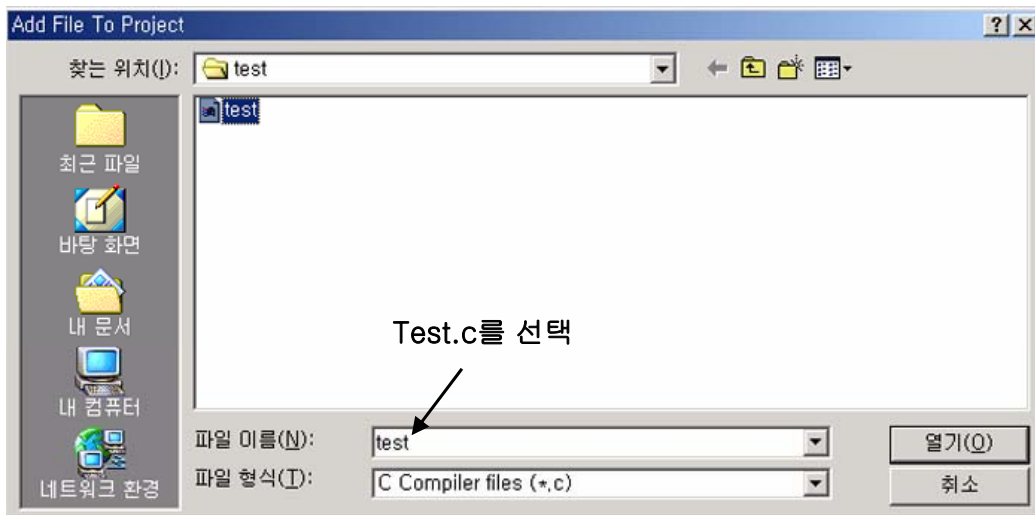 Add File To Project
찾는 위치(I):
test
test
최근 파일
바탕 화면
내 문서
내 컴퓨터
네트워크 환경
Test.c를 선택
파일 이름(N):
test
열기(O)
파일 형식(T):
C Compiler files (*,c)
취소